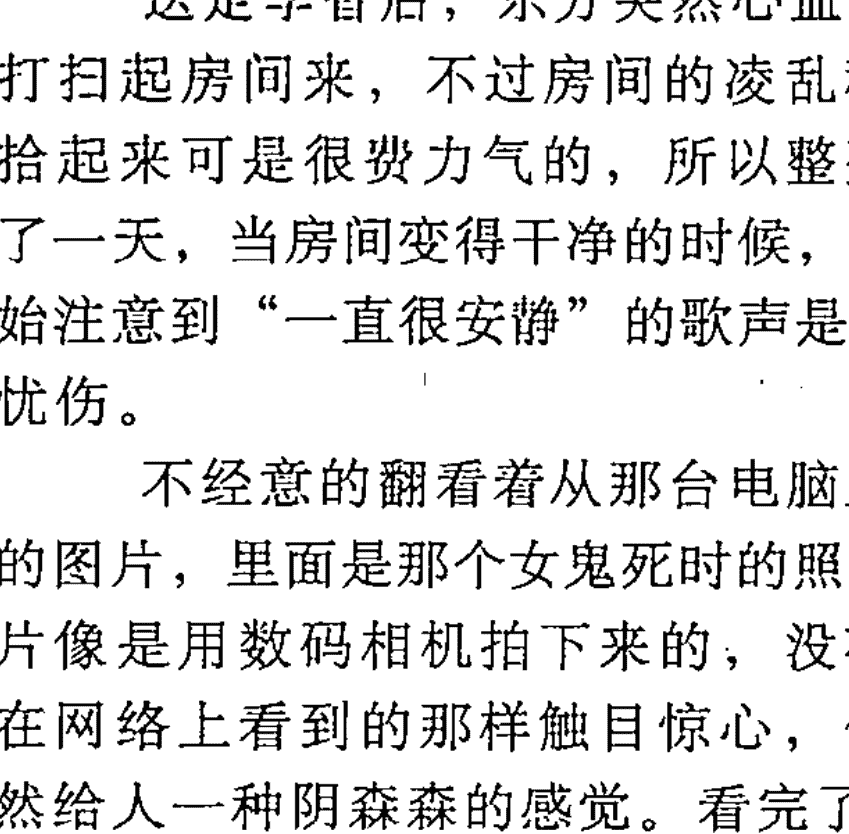 打扫起房间来，不过房间的凌乱
拾起来可是很费力气的，所以整
了一天，当房间变得干净的时候，
始注意到“一直很安静”的歌声是
忧伤。
不经意的翻看着从那台电脑
的图片，里面是那个女鬼死时的照
片像是用数码相机拍下来的，没
在网络上看到的那样触目惊心，
然给人一种阴森森的感觉。看完了